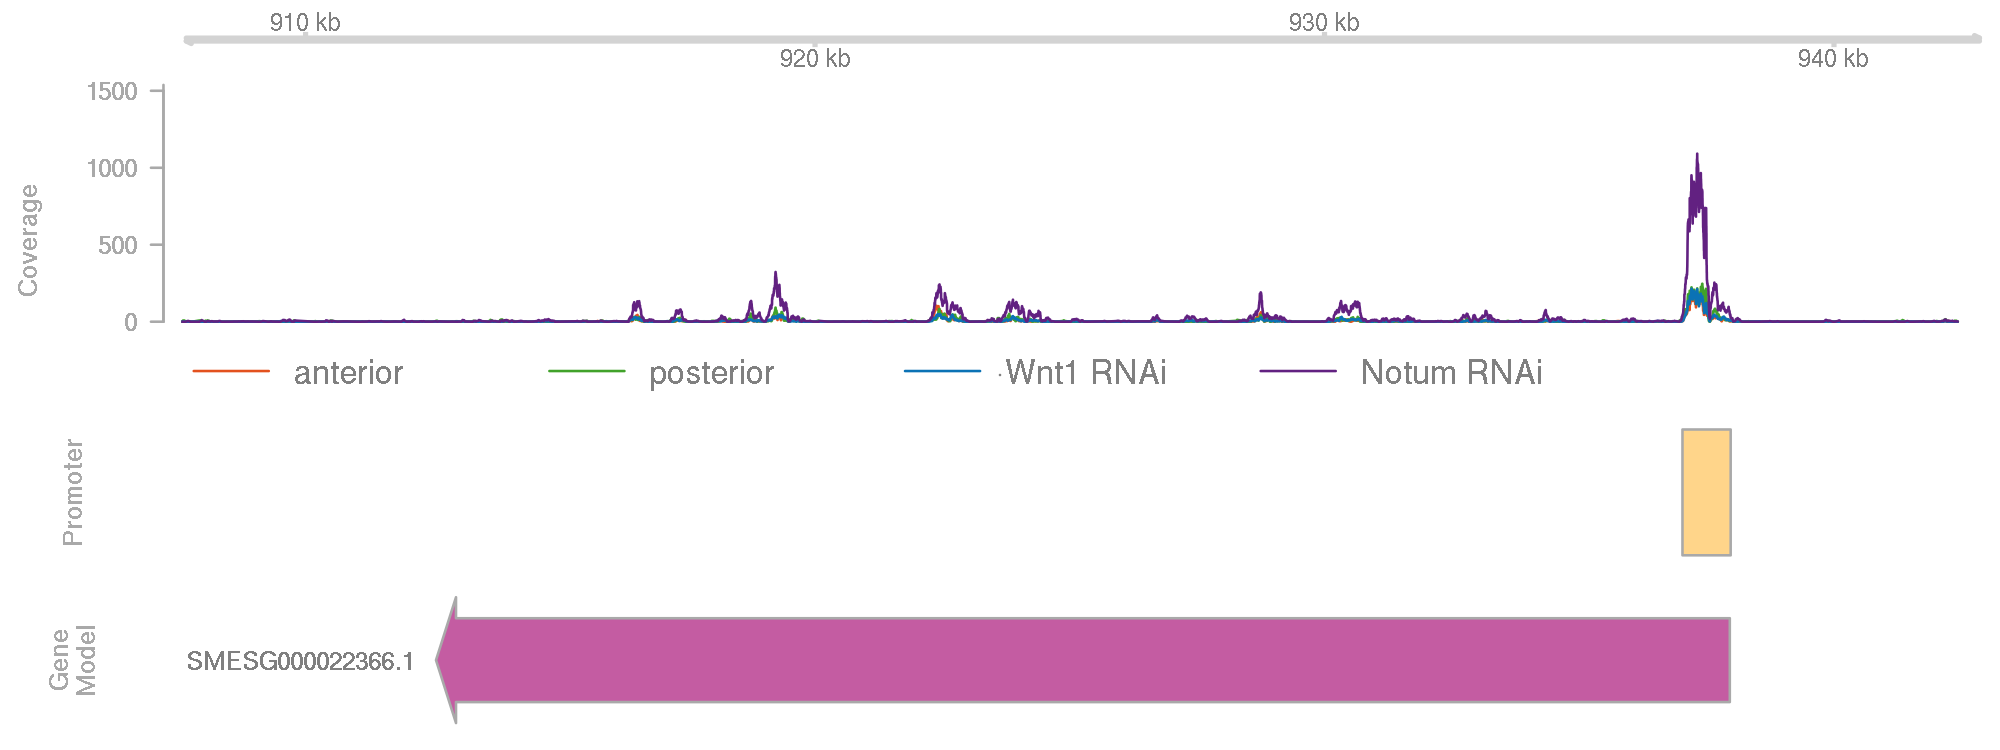 910 kb
930 kb
920 kb
940 kb
1500
1000
500
0
Coverage
anterior posterior Wnt1 RNAi Notum RNAi
Promoter
Gene
Model
SMESG000022366.1